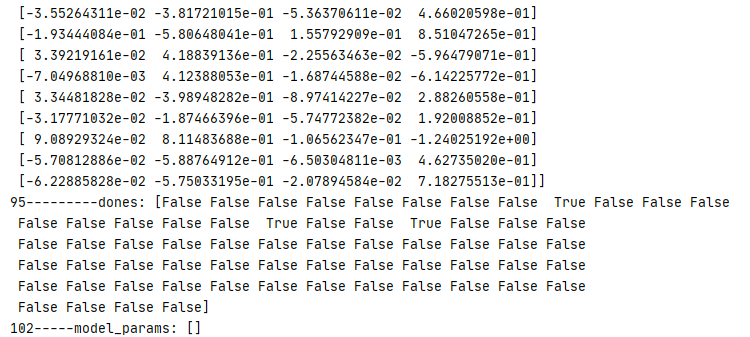 [-3.55264311e-02 -3.81721015e-01 -5.36370611e-02  4.66020598e-01]
[-1.93444084e-01 -5.80648041e-01  1.55792909e-01  8.51047265e-01]
[ 3.39219161e-02  4.18839136e-01 -2.25563463e-02 -5.96479071e-01]
[-7.04968810e-03  4.12388053e-01 -1.68744588e-02 -6.14225772e-01]
[ 3.34481828e-02 -3.98948282e-01 -8.97414227e-02  2.88260558e-01]
[-3.17771032e-02 -1.87466396e-01 -5.74772382e-02  1.92008852e-01]
[ 9.08929324e-02  8.11483688e-01 -1.06562347e-01 -1.24025192e+00]
[-5.70812886e-02 -5.88764912e-01 -6.50304811e-03  4.62735020e-01]
[-6.22885828e-02 -5.75033195e-01 -2.07894584e-02  7.18275513e-01]]
95---------dones: [False False False False False False False False  True False False False
False False False False False  True False False  True False False False
False False False False False False False False False False False False
False False False False False False False False False False False False
False False False False False False False False False False False False
False False False False]
102-----model_params: []